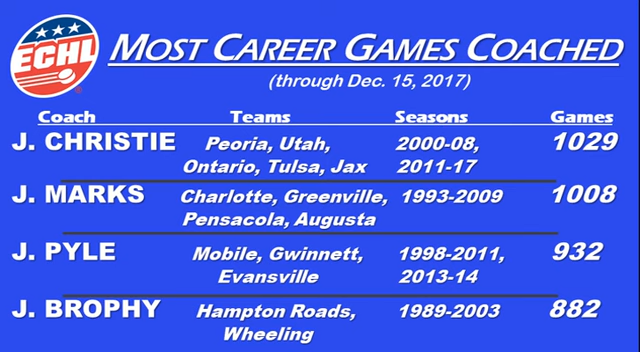 ECHL
MOST CAREER GAMES COACHED
(through Dec. 15, 2017)
Coach Teams Seasons Games
J. CHRISTIE Peoria, Utah, 2000-08, 1029
Ontario, Tulsa, Jax 2011-17
J. MARKS Charlotte, Greenville, 1993-2009 1008
Pensacola, Augusta
J. PYLE Mobile, Gwinnett, 1998-2011, 932
Evansville 2013-14
J. BROPHY Hampton Roads, 1989-2003 882
Wheeling